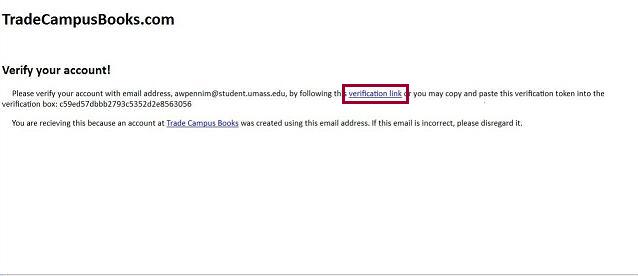 TradeCampusBooks.com
Verify your account!
Please verify your account with email address, awpennim@student.umass.edu, by following this verification link or you may copy and paste this verification token into the
verification box: c59ed57dbbb2793c5352d2e8563056
You are recieving this because an account at Trade Campus Books was created using this email address. If this email is incorrect, please disregard it.